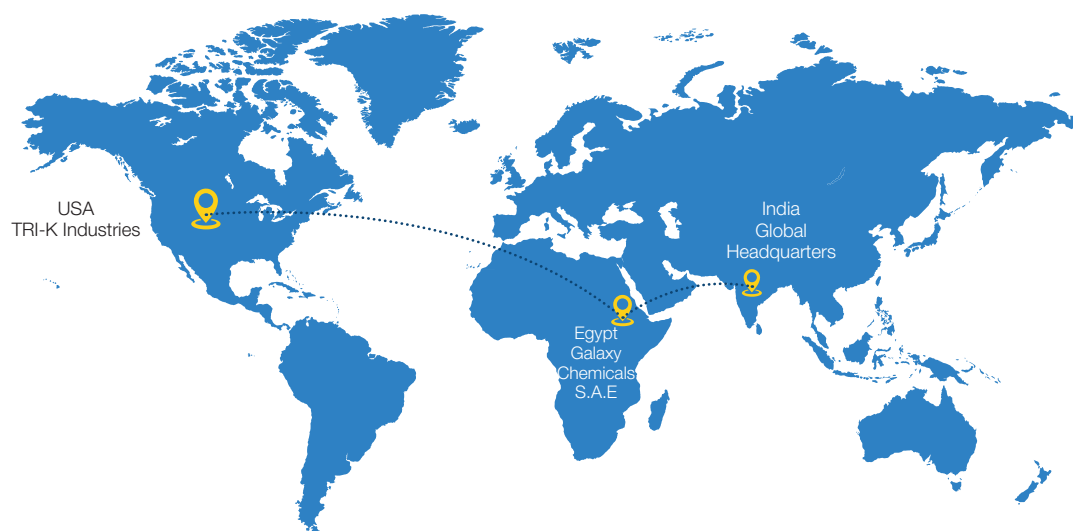 USA
TRI-K Industries
India
Global
Headquarters
Egypt
Galaxy
Chemicals
S.A.E